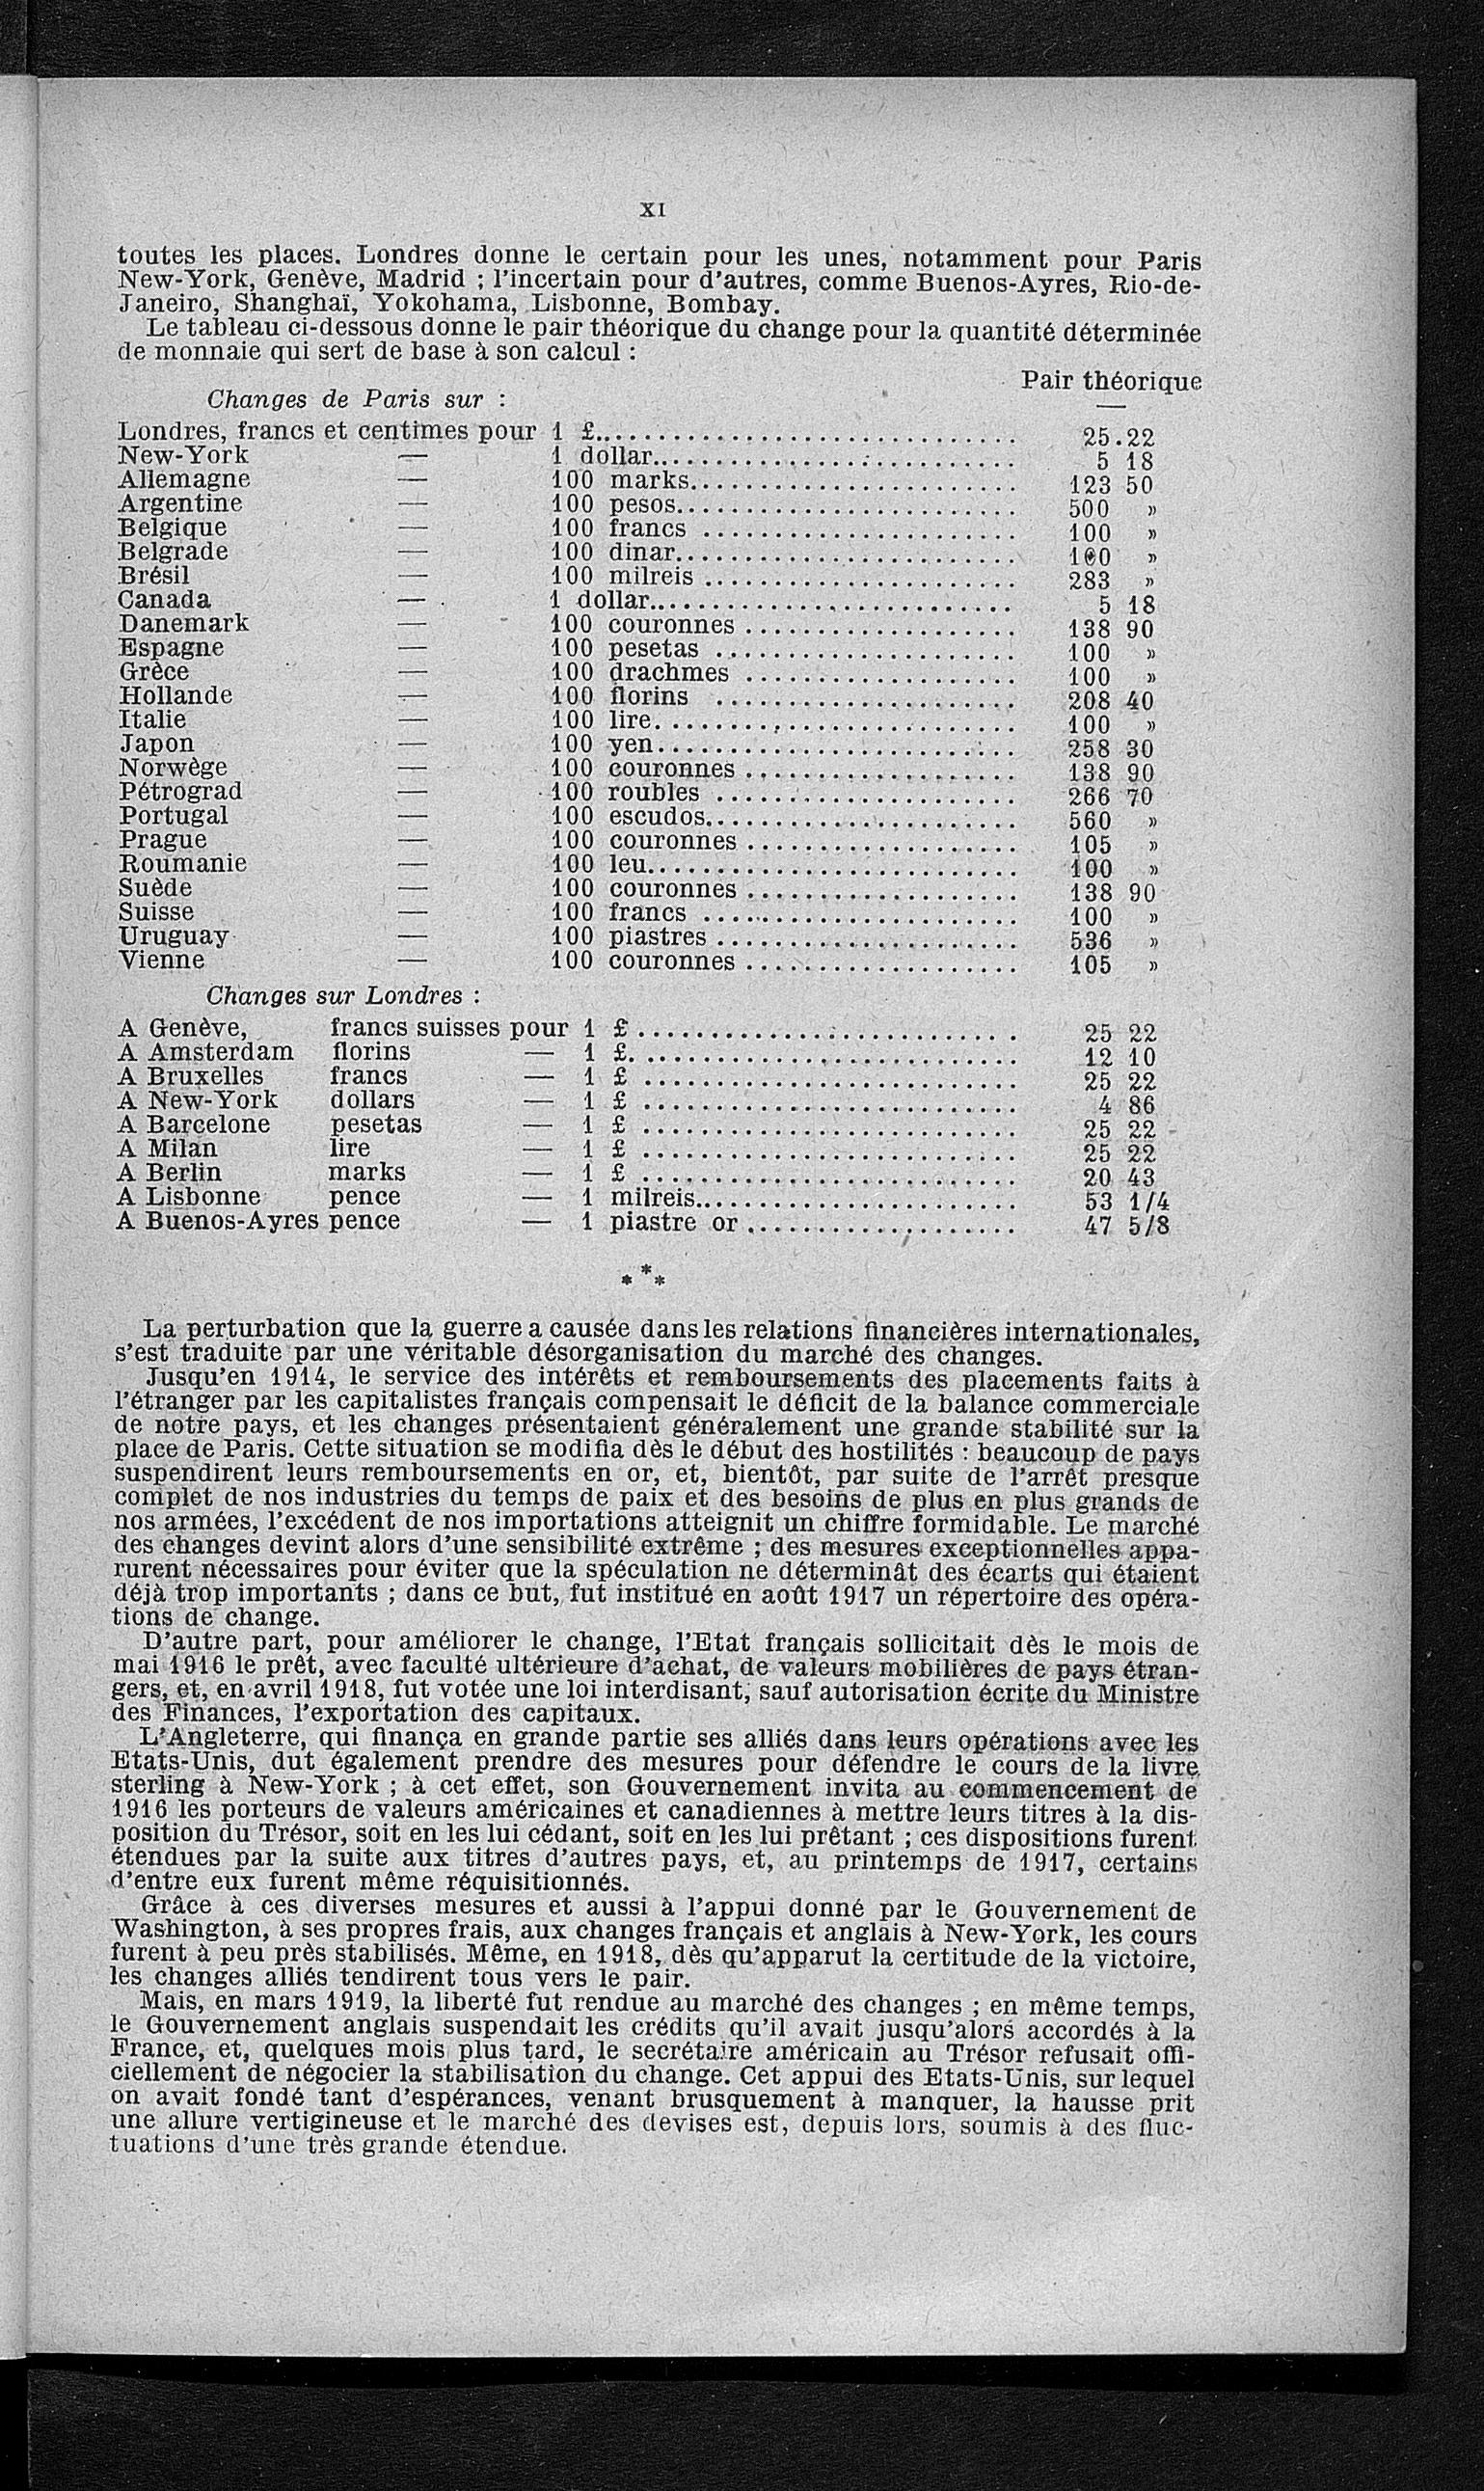 XI
toutes les places. Londres donne le certain pour les unes, notamment pour Paris
New-York, Genève, Madrid ; l'incertain pour d'autres, comme Buenos-Ayres, Rio-de-
Janeiro, Shanghaï, Yokohama, Lisbonne, Bombay.
Le tableau ci-dessous donne le pair théorique du change pour la quantité déterminée
de monnaie qui sert de base à son calcul :
Pair théorique
Changes de Paris sur :
Londres, francs et centimes pour 1 £.............................. 25.22
New-York — 1 dollar.............................. 5 18
Allemagne — 100 marks.............................. 123 50
Argentine — 100 pesos.............................. 500 »
Belgique — 100 francs .............................. 100 »
Belgrade — 100 dinar.............................. 100 »
Brésil — 100 milreis .............................. 283 »
Canada — 1 dollar.............................. 5 18
Danemark — 100 couronnes .............................. 138 90
Espagne — 100 pesetas .............................. 100 »
Grèce — 100 drachmes .............................. 100 »
Hollande — 100 florins .............................. 208 40
Italie — 100 lire.............................. 100 »
Japon — 100 yen.............................. 258 30
Norwège — 100 couronnes .............................. 138 90
Pétrograd — 100 roubles .............................. 266 70
Portugal — 100 escudos.............................. 560 »
Prague — 100 couronnes .............................. 105 »
Roumanie — 100 leu.............................. 100 »
Suède — 100 couronnes .............................. 138 90
Suisse — 100 francs .............................. 100 »
Uruguay — 100 piastres .............................. 536 »
Vienne — 100 couronnes .............................. 105 »
Changes sur Londres :
A Genève, francs suisses pour 1 £ .............................. 25 22
A Amsterdam florins — 1 £. .............................. 12 10
A Bruxelles francs — 1 £ .............................. 25 22
A New-York dollars — 1 £ .............................. 4 86
A Barcelone pesetas — 1 £ .............................. 25 22
A Milan lire — 1 £ .............................. 25 22
A Berlin marks — 1 £ .............................. 20 43
A Lisbonne pence — 1 milreis.............................. 53 1/4
A Buenos-Ayres pence — 1 piastre or .............................. 47 5/8
* * *
La perturbation que la guerre a causée dans les relations financières internationales,
s'est traduite par une véritable désorganisation du marché des changes.
Jusqu'en 1914, le service des intérêts et remboursements des placements faits à
l'étranger par les capitalistes français compensait le déficit de la balance commerciale
de notre pays, et les changes présentaient généralement une grande stabilité sur la
place de Paris. Cette situation se modifia dès le début des hostilités : beaucoup de pays
suspendirent leurs remboursements en or, et, bientôt, par suite de l'arrêt presque
complet de nos industries du temps de paix et des besoins de plus en plus grands de
nos armées, l'excédent de nos importations atteignit un chiffre formidable. Le marché
des changes devint alors d'une sensibilité extrême ; des mesures exceptionnelles appa-
rurent nécessaires pour éviter que la spéculation ne déterminât des écarts qui étaient
déjà trop importants ; dans ce but, fut institué en août 1917 un répertoire des opéra-
tions de change.
D'autre part, pour améliorer le change, l'Etat français sollicitait dès le mois de
mai 1916 le prêt, avec faculté ultérieure d'achat, de valeurs mobilières de pays étran-
gers, et, en avril 1918, fut votée une loi interdisant, sauf autorisation écrite du Ministre
des Finances, l'exportation des capitaux.
L'Angleterre, qui finança en grande partie ses alliés dans leurs opérations avec les
Etats-Unis, dut également prendre des mesures pour défendre le cours de la livre
sterling à New-York ; à cet effet, son Gouvernement invita au commencement de
1916 les porteurs de valeurs américaines et canadiennes à mettre leurs titres à la dis-
position du Trésor, soit en les lui cédant, soit en les lui prêtant ; ces dispositions furent
étendues par la suite aux titres d'autres pays, et, au printemps de 1917, certains
d'entre eux furent même réquisitionnés.
Grâce à ces diverses mesures et aussi à l'appui donné par le Gouvernement de
Washington, à ses propres frais, aux changes français et anglais à New-York, les cours
furent à peu près stabilisés. Même, en 1918, dès qu'apparut la certitude de la victoire,
les changes alliés tendirent tous vers le pair.
Mais, en mars 1919, la liberté fut rendue au marché des changes ; en même temps,
le Gouvernement anglais suspendait les crédits qu'il avait jusqu'alors accordés à la
France, et, quelques mois plus tard, le secrétaire américain au Trésor refusait offi-
ciellement de négocier la stabilisation du change. Cet appui des Etats-Unis, sur lequel
on avait fondé tant d'espérances, venant brusquement à manquer, la hausse prit
une allure vertigineuse et le marché des devises est, depuis lors, soumis à des fluc-
tuations d'une très grande étendue.